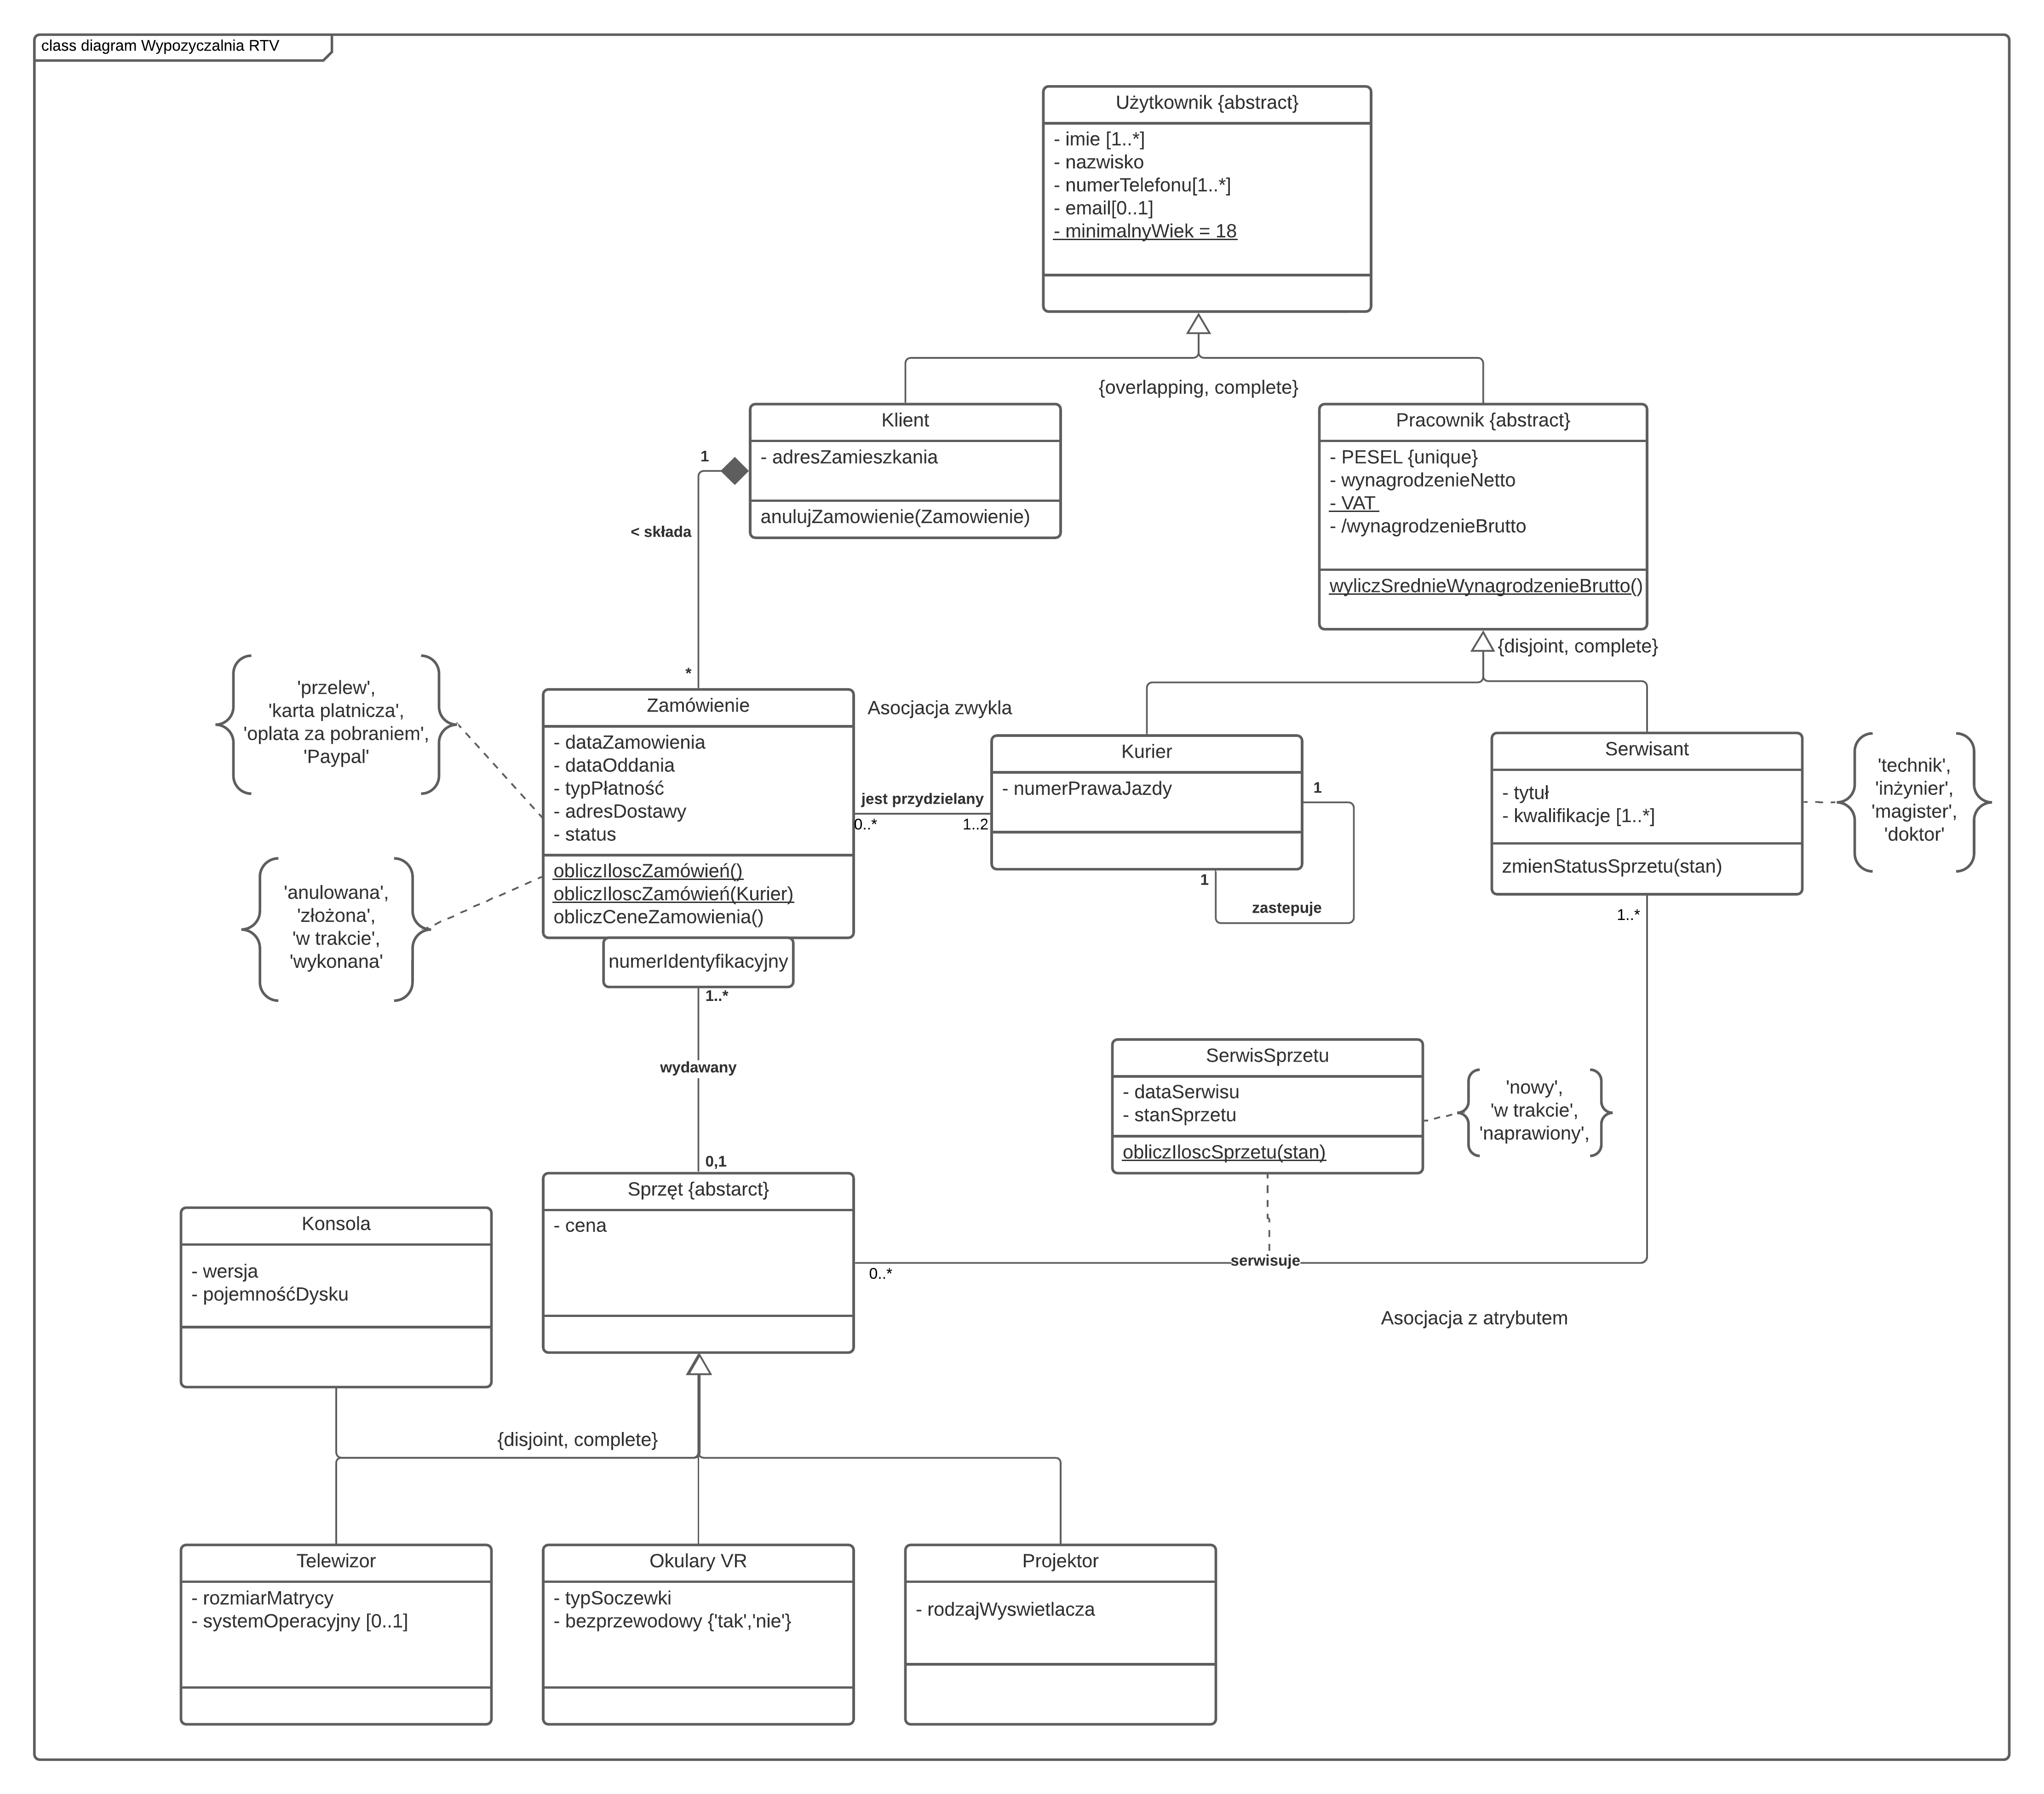 class diagram Wypozyczalnia RTV
Użytkownik {abstract}
- imie [1..*]
- nazwisko
- numerTelefonu[1..*]
- email[0..1]
- minimalnyWiek = 18
{overlapping, complete}
Klient
- adresZamieszkania
anulujZamowienie(Zamowienie)
Pracownik {abstract}
- PESEL {unique}
- wynagrodzenieNetto
- VAT
- /wynagrodzenieBrutto
wyliczSrednieWynagrodzenieBrutto()
1
< składa
*
{disjoint, complete}
'przelew',
'karta platnicza',
'oplata za pobraniem',
'Paypal'
Zamówienie
- dataZamowienia
- dataOddania
- typPłatność
- adresDostawy
- status
obliczIloscZamówień()
obliczIloscZamówień(Kurier)
obliczCeneZamowienia()
numerIdentyfikacyjny
'anulowana',
'złożona',
'w trakcie',
'wykonana'
Asocjacja zwykla
jest przydzielany
0..*
1..2
Kurier
- numerPrawaJazdy
1
1
zastepuje
Serwisant
- tytuł
- kwalifikacje [1..*]
zmienStatusSprzetu(stan)
'technik',
'inżynier',
'magister',
'doktor'
1..*
1..*
wydawany
0,1
SerwisSprzetu
- dataSerwisu
- stanSprzetu
obliczIloscSprzetu(stan)
'nowy',
'w trakcie',
'naprawiony',
Sprzęt {abstarct}
- cena
0..*
serwisuje
Asocjacja z atrybutem
Konsola
- wersja
- pojemnośćDysku
{disjoint, complete}
Telewizor
- rozmiarMatrycy
- systemOperacyjny [0..1]
Okulary VR
- typSoczewki
- bezprzewodowy {'tak','nie'}
Projektor
- rodzajWyswietlacza